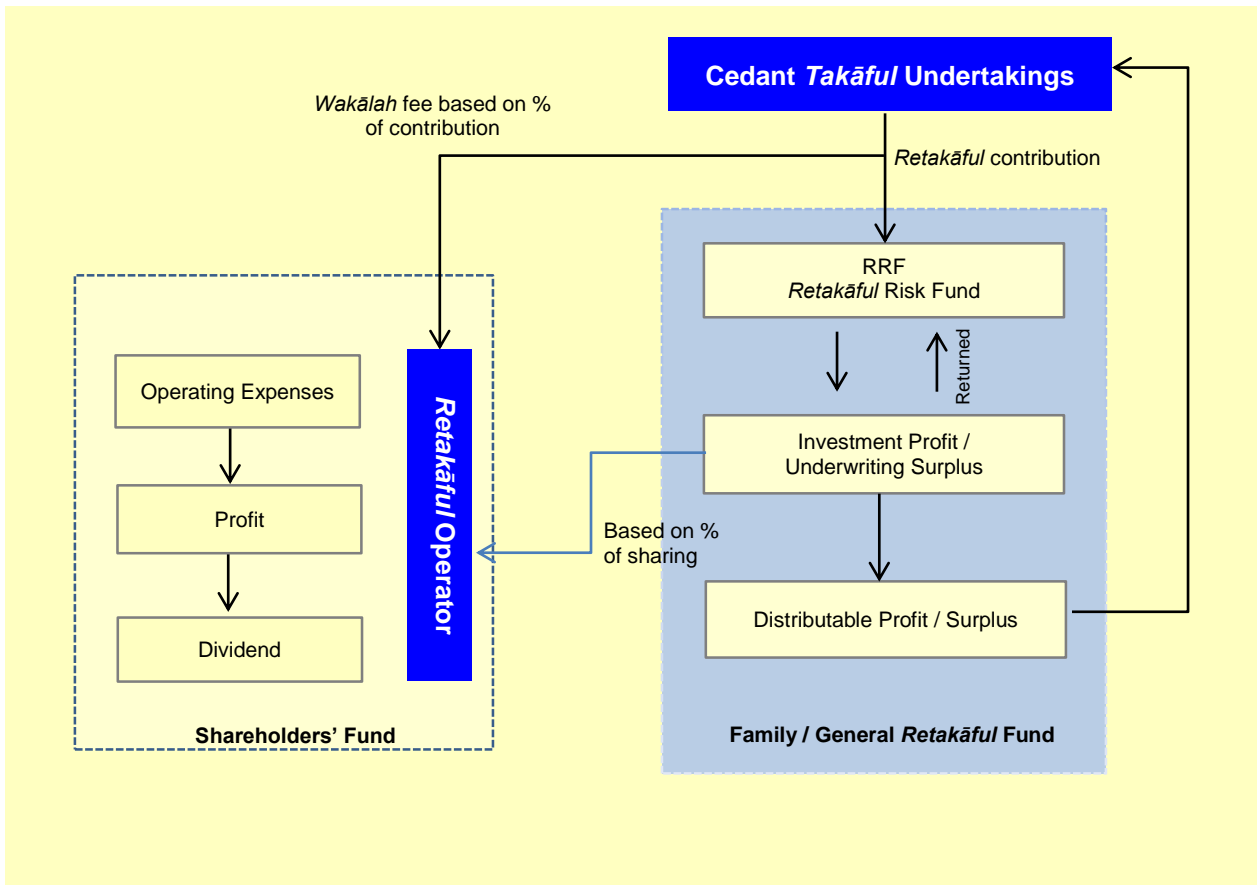 Cedant Takāful Undertakings
Wakālah fee based on %
of contribution
Retakāful contribution
RRF
Retakāful Risk Fund
Returned
Operating Expenses
Retakāful Operator
Investment Profit /
Underwriting Surplus
Profit
Based on %
of sharing
Distributable Profit / Surplus
Dividend
Shareholders’ Fund
Family / General Retakāful Fund